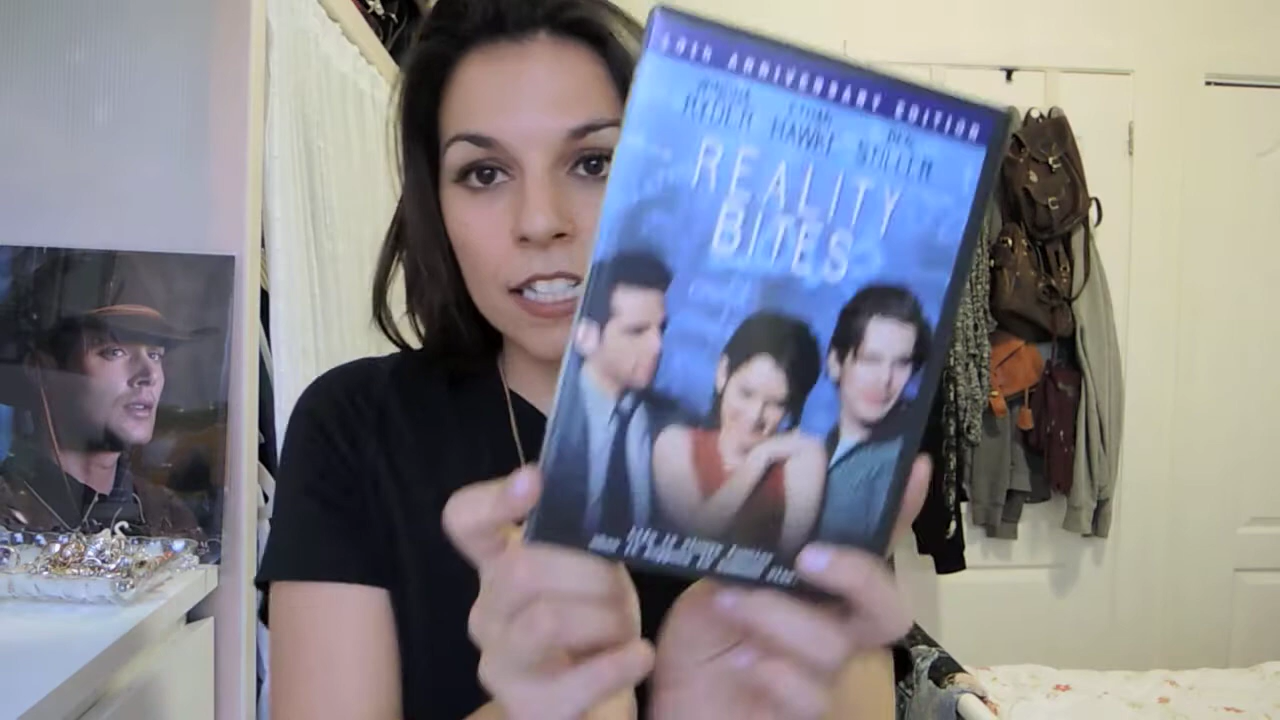 10TH ANNIVERSARY EDITION
WINONA ETHAN BEN
RYDER HAWKE STILLER
REALITY
BITES